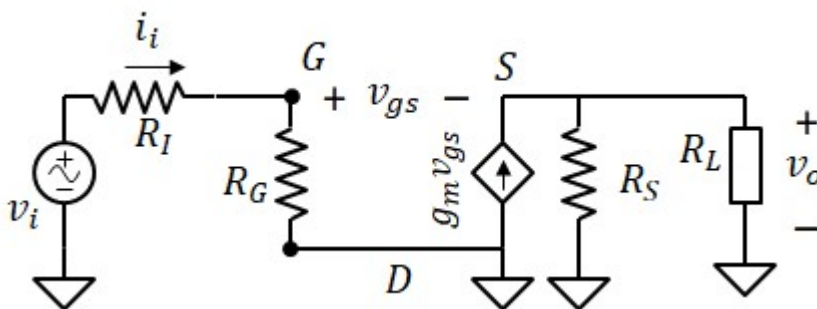 i_i
G
+ v_gs −
S
R_I
+
−
v_i
R_G
g_m v_gs
R_S
R_L
+
v_o
−
D